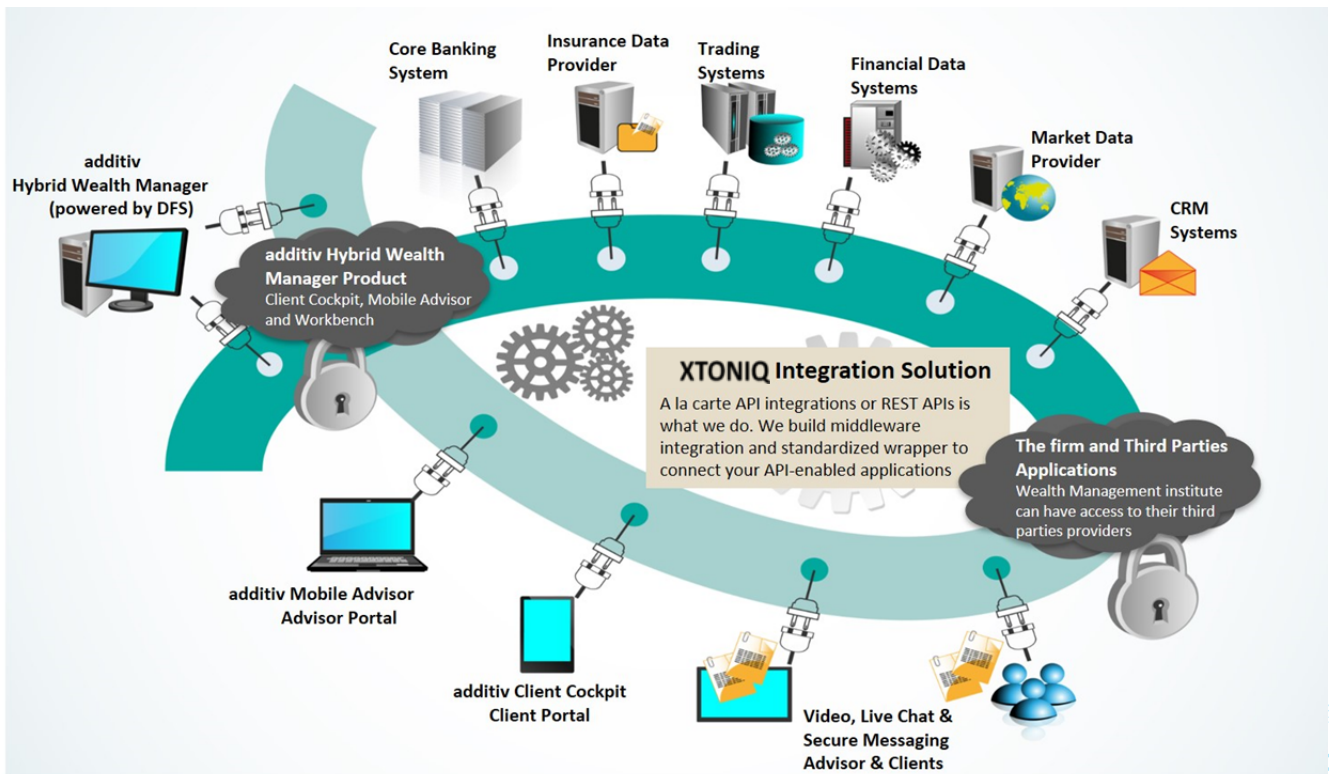 Core Banking
System
Insurance Data
Provider
Trading
Systems
Financial Data
Systems
Market Data
Provider
CRM
Systems
additiv
Hybrid Wealth Manager
(powered by DFS)
additiv Hybrid Wealth
Manager Product
Client Cockpit, Mobile Advisor
and Workbench
XTONIQ Integration Solution
A la carte API integrations or REST APIs is
what we do. We build middleware
integration and standardized wrapper to
connect your API-enabled applications
The firm and Third Parties
Applications
Wealth Management institute
can have access to their third
parties providers
additiv Mobile Advisor
Advisor Portal
additiv Client Cockpit
Client Portal
Video, Live Chat &
Secure Messaging
Advisor & Clients